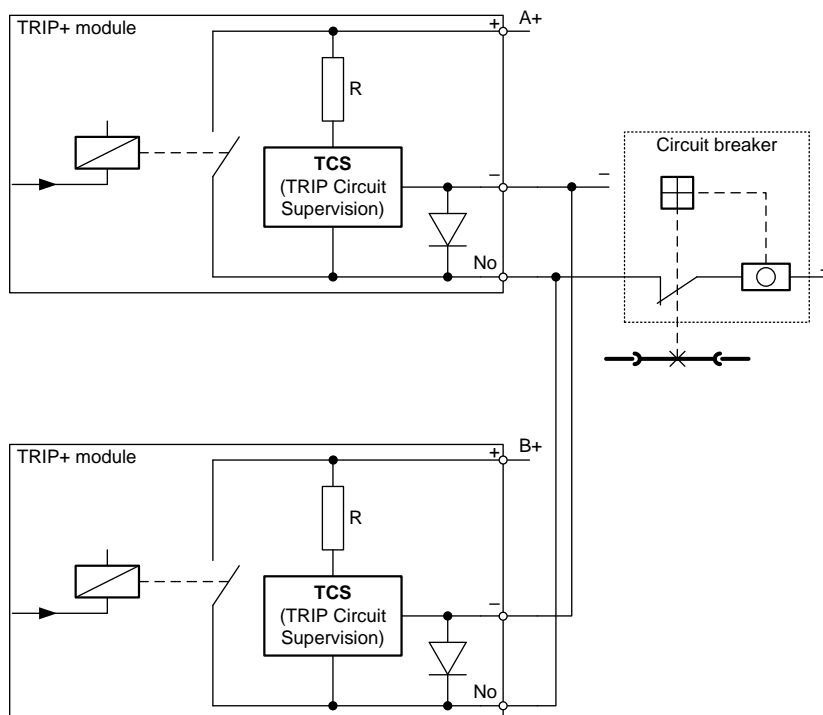 TRIP+ module
+
A+
R
TCS
(TRIP Circuit
Supervision)
–
–
No
Circuit breaker
–
TRIP+ module
+
B+
R
TCS
(TRIP Circuit
Supervision)
–
No